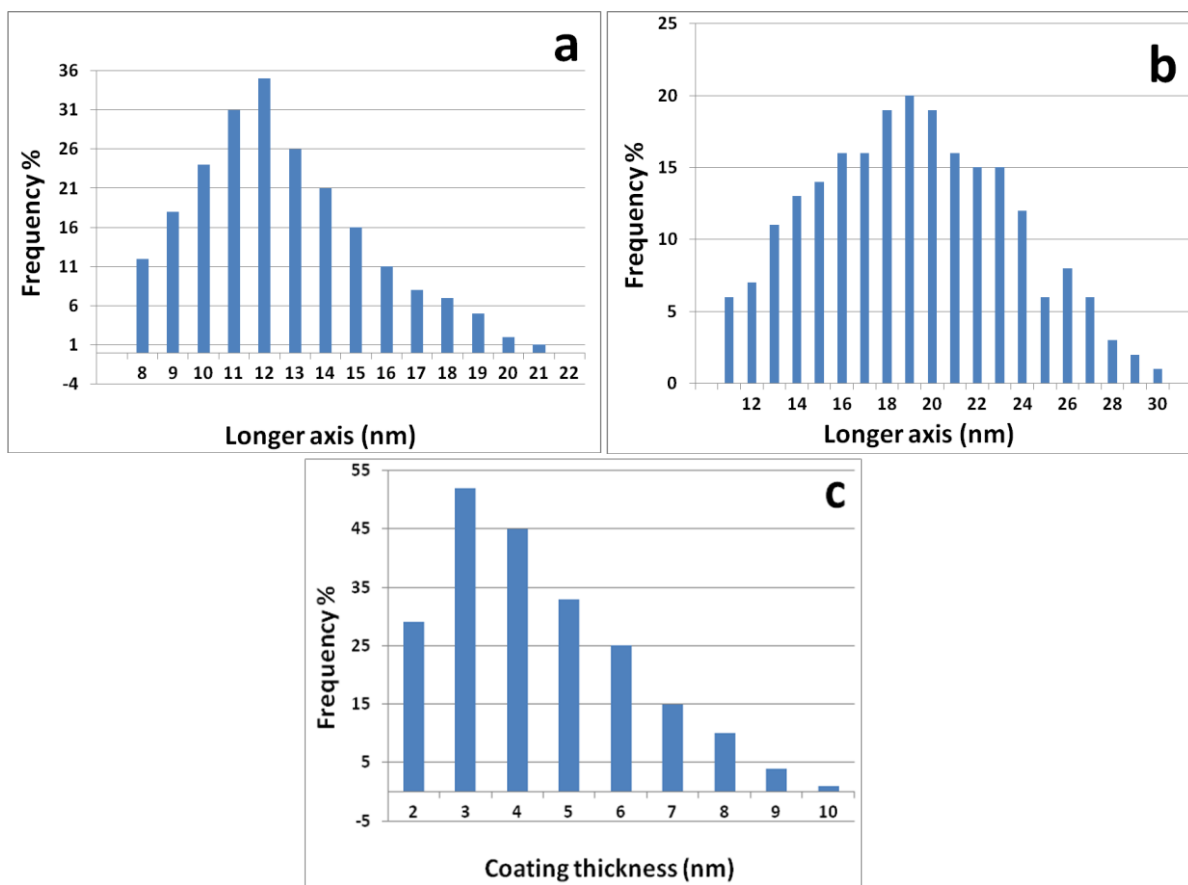 a
Frequency %
36
31
26
21
16
11
6
1
-4
8 9 10 11 12 13 14 15 16 17 18 19 20 21 22
Longer axis (nm)
b
Frequency %
25
20
15
10
5
0
12 14 16 18 20 22 24 26 28 30
Longer axis (nm)
c
Frequency %
55
45
35
25
15
5
-5
2 3 4 5 6 7 8 9 10
Coating thickness (nm)